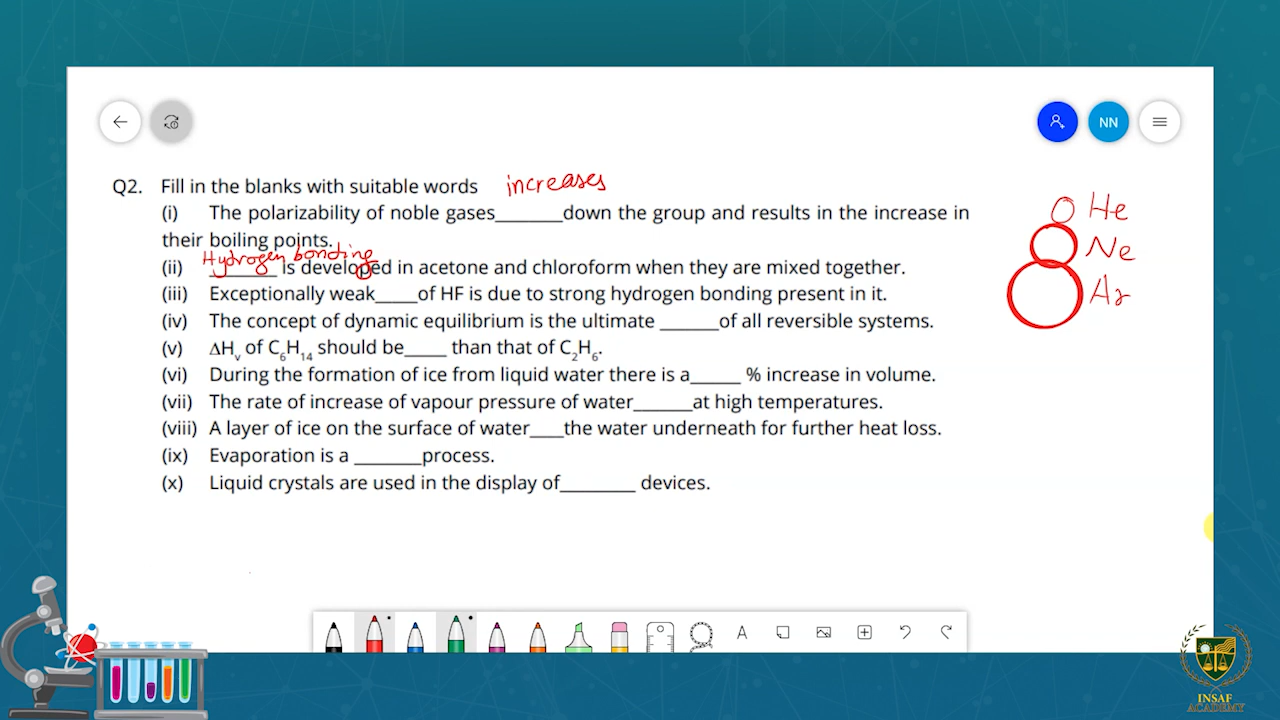 NN
Q2. Fill in the blanks with suitable words increases
(i) The polarizability of noble gases_______down the group and results in the increase in
their boiling points.
Hydrogen bonding
(ii) ________ is developed in acetone and chloroform when they are mixed together.
(iii) Exceptionally weak_____of HF is due to strong hydrogen bonding present in it.
(iv) The concept of dynamic equilibrium is the ultimate _______of all reversible systems.
(v) ΔHv of C6H14 should be_____ than that of C2H6.
(vi) During the formation of ice from liquid water there is a______ % increase in volume.
(vii) The rate of increase of vapour pressure of water_______at high temperatures.
(viii) A layer of ice on the surface of water____the water underneath for further heat loss.
(ix) Evaporation is a ________process.
(x) Liquid crystals are used in the display of_________ devices.
He
Ne
Ar
A
INSAF
ACADEMY